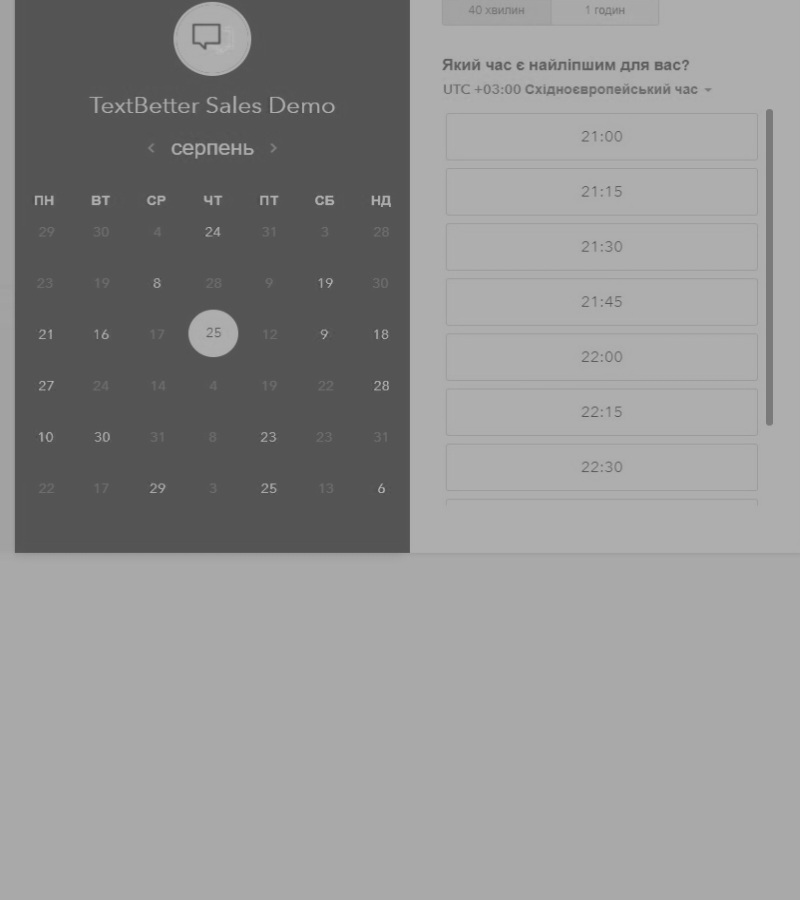 TextBetter Sales Demo
‹ серпень ›
ПН ВТ СР ЧТ ПТ СБ НД
29 30 4 24 31 3 28
23 19 8 28 9 19 30
21 16 17 25 12 9 18
27 24 14 4 19 22 28
10 30 31 8 23 23 31
22 17 29 3 25 13 6
40 хвилин 1 годин
Який час є найліпшим для вас?
UTC +03:00 Східноєвропейський час
21:00
21:15
21:30
21:45
22:00
22:15
22:30